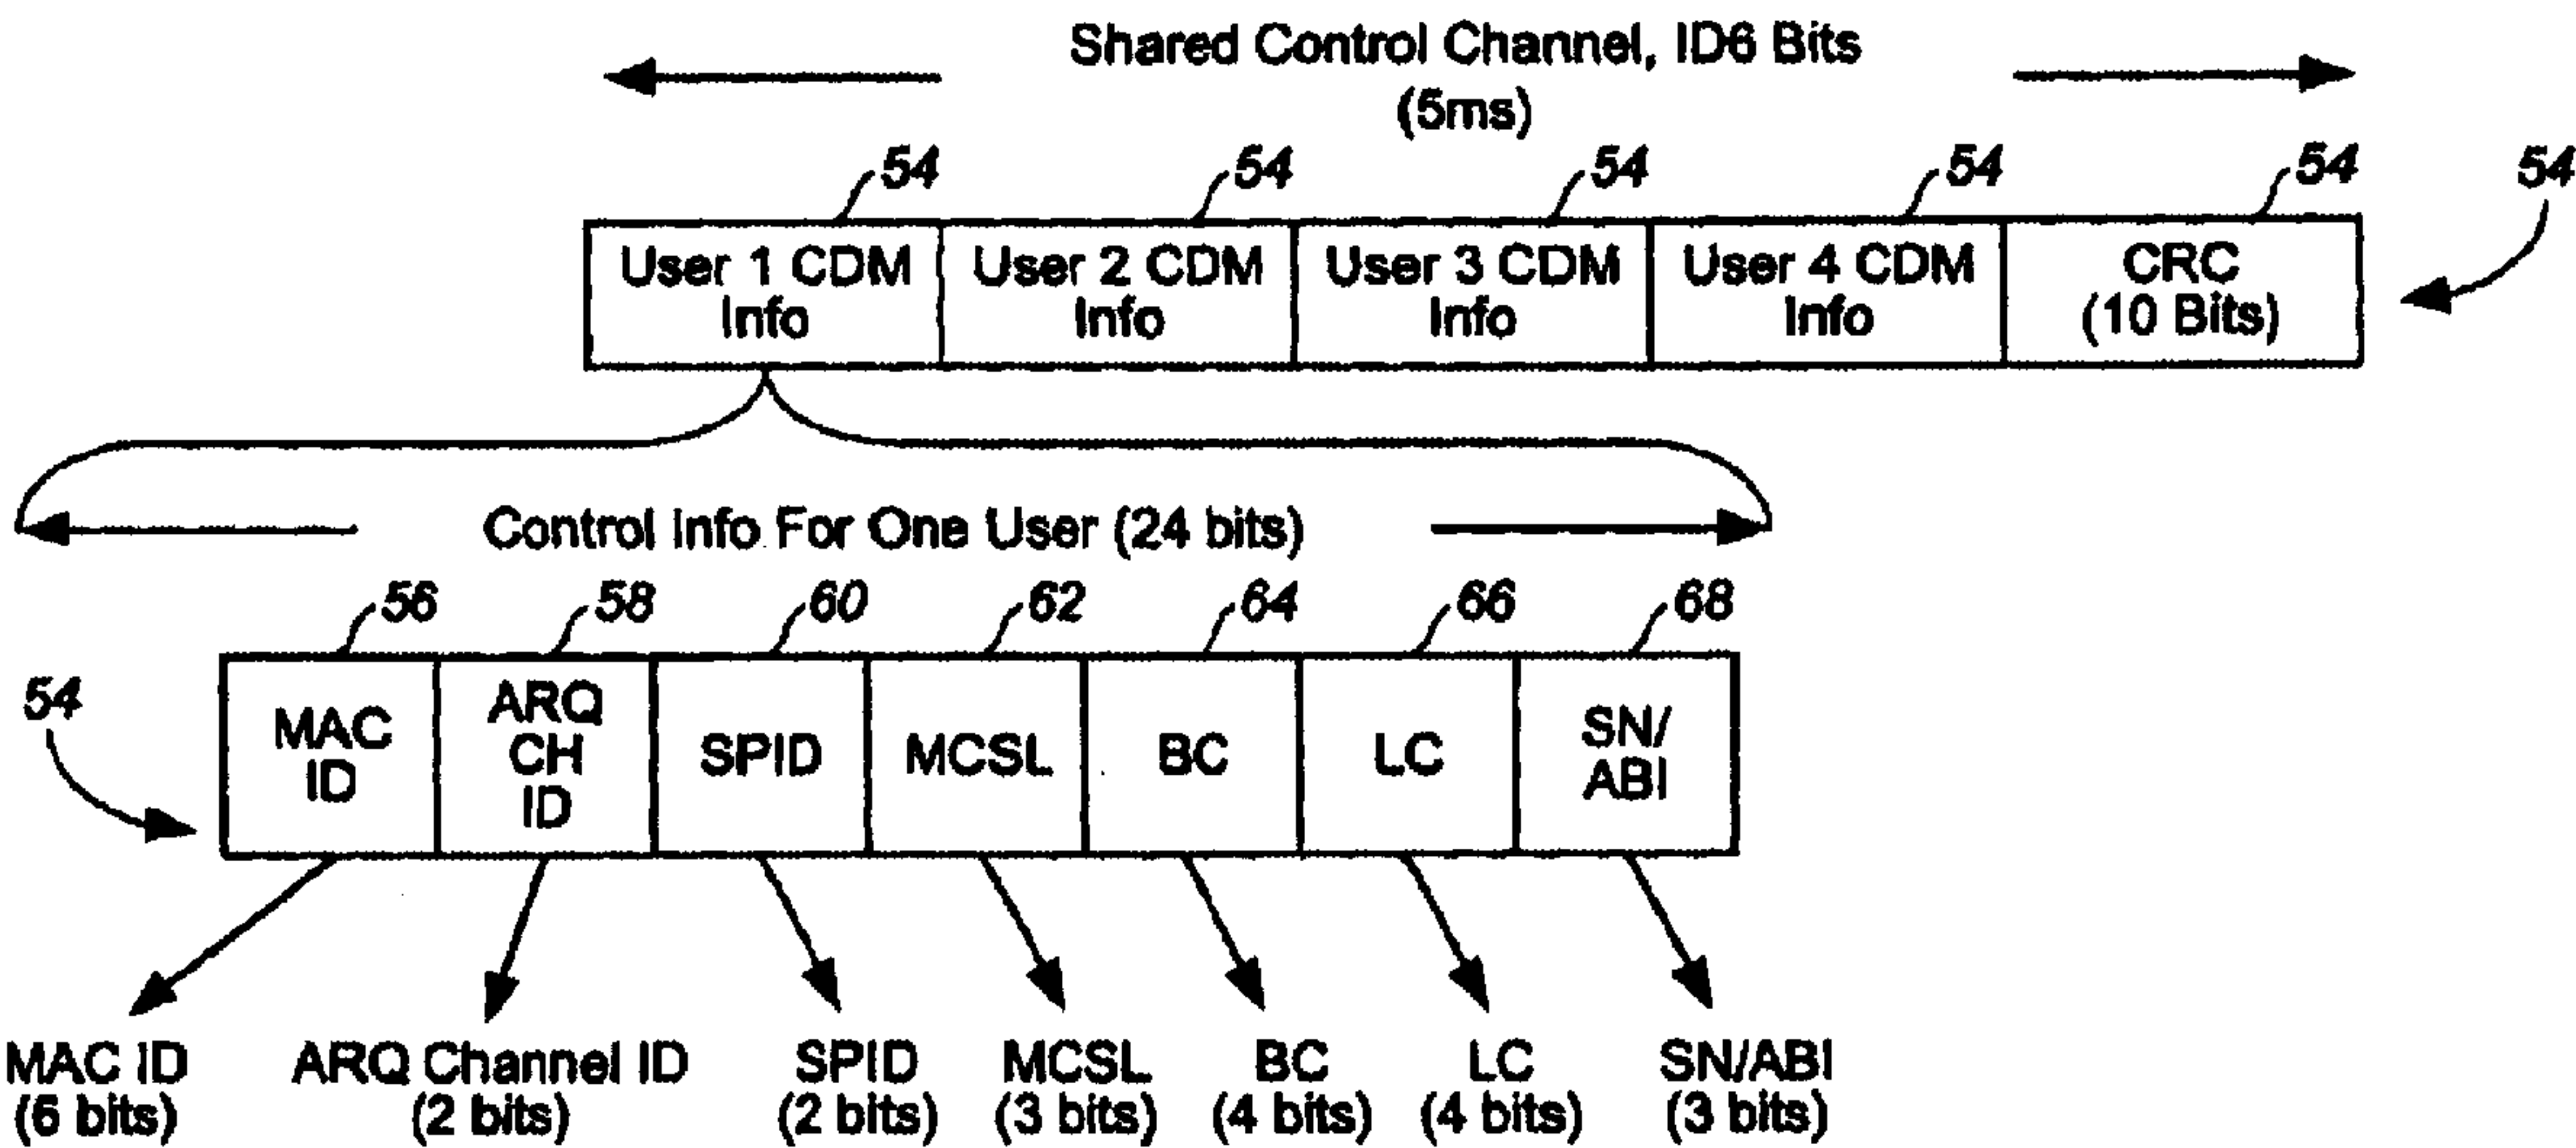 Shared Control Channel, ID6 Bits
(5ms)
54 54 54 54 54 54
User 1 CDM Info
User 2 CDM Info
User 3 CDM Info
User 4 CDM Info
CRC (10 Bits)
Control Info For One User (24 bits)
56 58 60 62 64 66 68
54
MAC ID
ARQ CH ID
SPID
MCSL
BC
LC
SN/ ABI
MAC ID (6 bits)
ARQ Channel ID (2 bits)
SPID (2 bits)
MCSL (3 bits)
BC (4 bits)
LC (4 bits)
SN/ABI (3 bits)